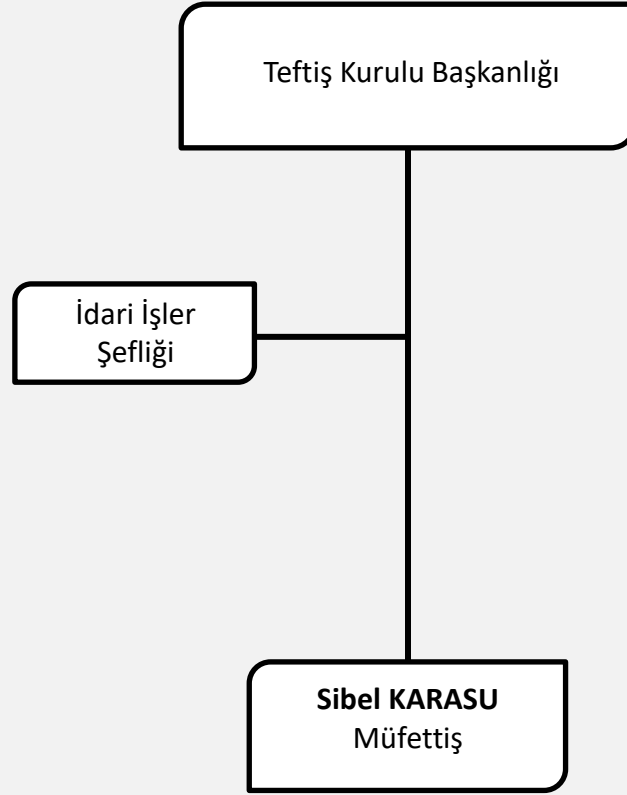 Teftiş Kurulu Başkanlığı
İdari İşler
Şefliği
Sibel KARASU
Müfettiş